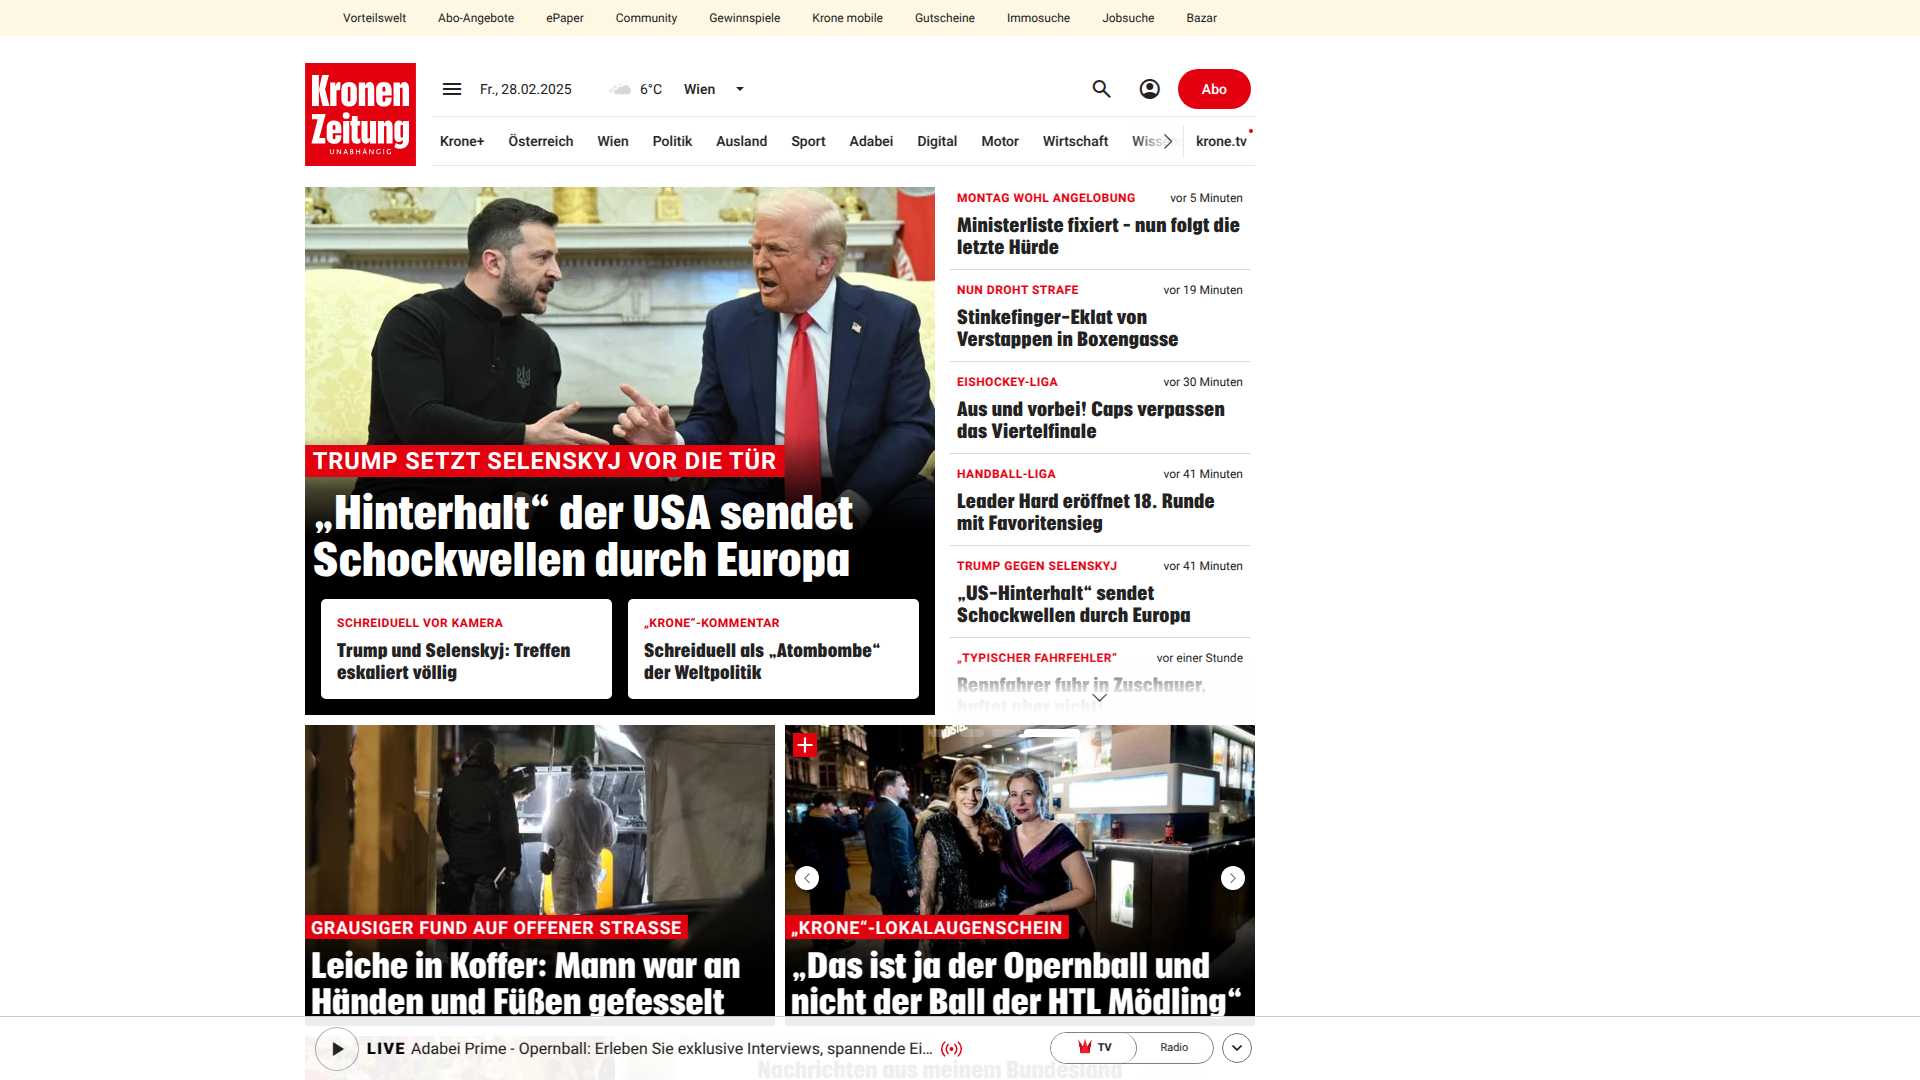 Vorteilswelt Abo-Angebote ePaper Community Gewinnspiele Krone mobile Gutscheine Immosuche Jobsuche Bazar
Kronen
Zeitung
UNABHÄNGIG
Fr., 28.02.2025 6°C Wien
Abo
Krone+ Österreich Wien Politik Ausland Sport Adabei Digital Motor Wirtschaft krone.tv
TRUMP SETZT SELENSKYJ VOR DIE TÜR
„Hinterhalt“ der USA sendet
Schockwellen durch Europa
SCHREIDUELL VOR KAMERA
Trump und Selenskyj: Treffen
eskaliert völlig
„KRONE“-KOMMENTAR
Schreiduell als „Atombombe“
der Weltpolitik
MONTAG WOHL ANGELOBUNG vor 5 Minuten
Ministerliste fixiert – nun folgt die
letzte Hürde
NUN DROHT STRAFE vor 19 Minuten
Stinkefinger-Eklat von
Verstappen in Boxengasse
EISHOCKEY-LIGA vor 30 Minuten
Aus und vorbei! Caps verpassen
das Viertelfinale
HANDBALL-LIGA vor 41 Minuten
Leader Hard eröffnet 18. Runde
mit Favoritensieg
TRUMP GEGEN SELENSKYJ vor 41 Minuten
„US-Hinterhalt“ sendet
Schockwellen durch Europa
„TYPISCHER FAHRFEHLER“ vor einer Stunde
Rennfahrer fuhr in Zuschauer,
haftet aber nicht!
GRAUSIGER FUND AUF OFFENER STRASSE
Leiche in Koffer: Mann war an
Händen und Füßen gefesselt
„KRONE“-LOKALAUGENSCHEIN
„Das ist ja der Opernball und
nicht der Ball der HTL Mödling“
LIVE Adabei Prime - Opernball: Erleben Sie exklusive Interviews, spannende Ei...
TV Radio
Nachrichten aus meinem Bundesland